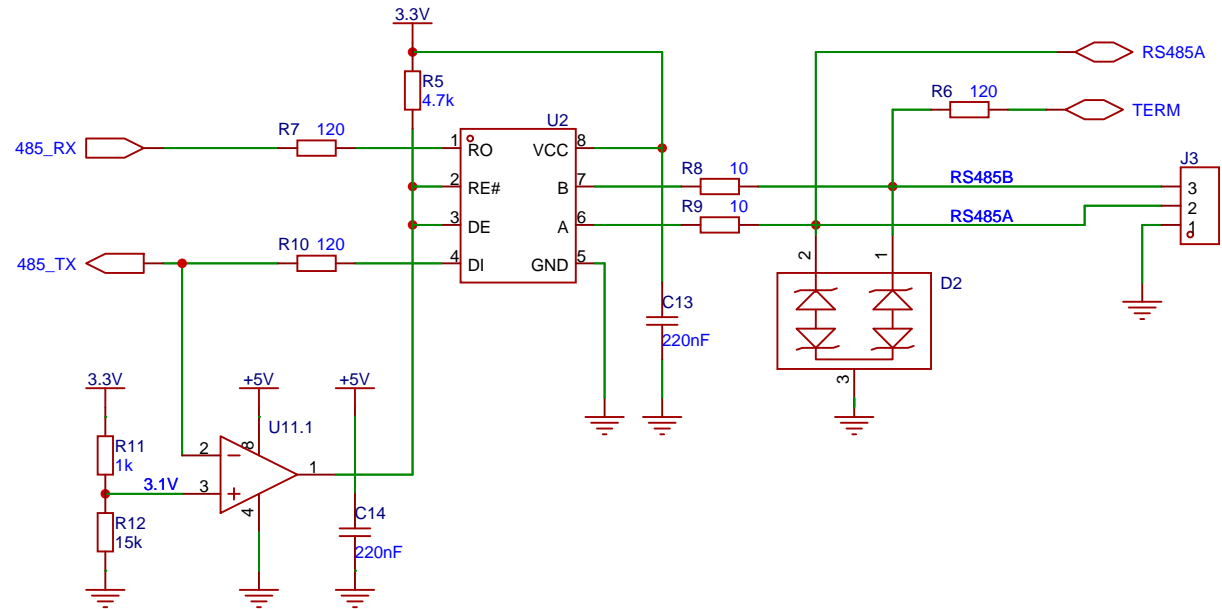 3.3V
RS485A
R5
4.7k
R6 120
TERM
U2
R7 120
485_RX
1 RO VCC 8
R8 10
J3
2 RE# B 7
RS485B
3
R9 10
2
3 DE A 6
RS485A
1
R10 120
485_TX
4 DI GND 5
2
1
D2
C13
220nF
3
3.3V
+5V
+5V
U11.1
R11
1k
2
8
1
3.1V
3
4
R12
15k
C14
220nF